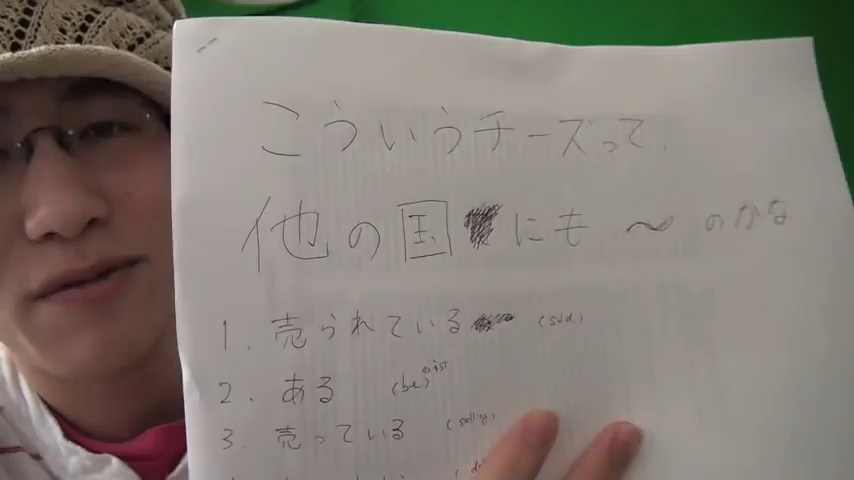 こういうチーズって、
他の国にも 〜 のかな
1. 売られている (sold)
2. ある (be) exist
3. 売っている (selling)